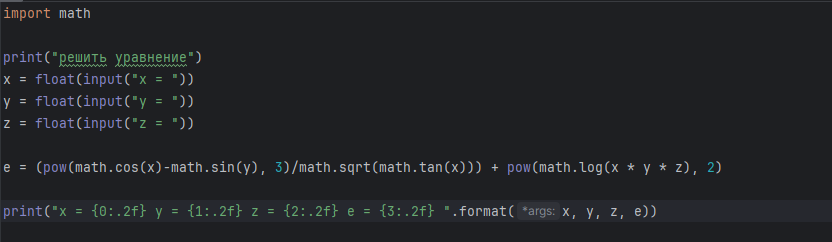 import math
print("решить уравнение")
x = float(input("x = "))
y = float(input("y = "))
z = float(input("z = "))
e = (pow(math.cos(x)-math.sin(y), 3)/math.sqrt(math.tan(x))) + pow(math.log(x * y * z), 2)
print("x = {0:.2f} y = {1:.2f} z = {2:.2f} e = {3:.2f} ".format( *args: x, y, z, e))